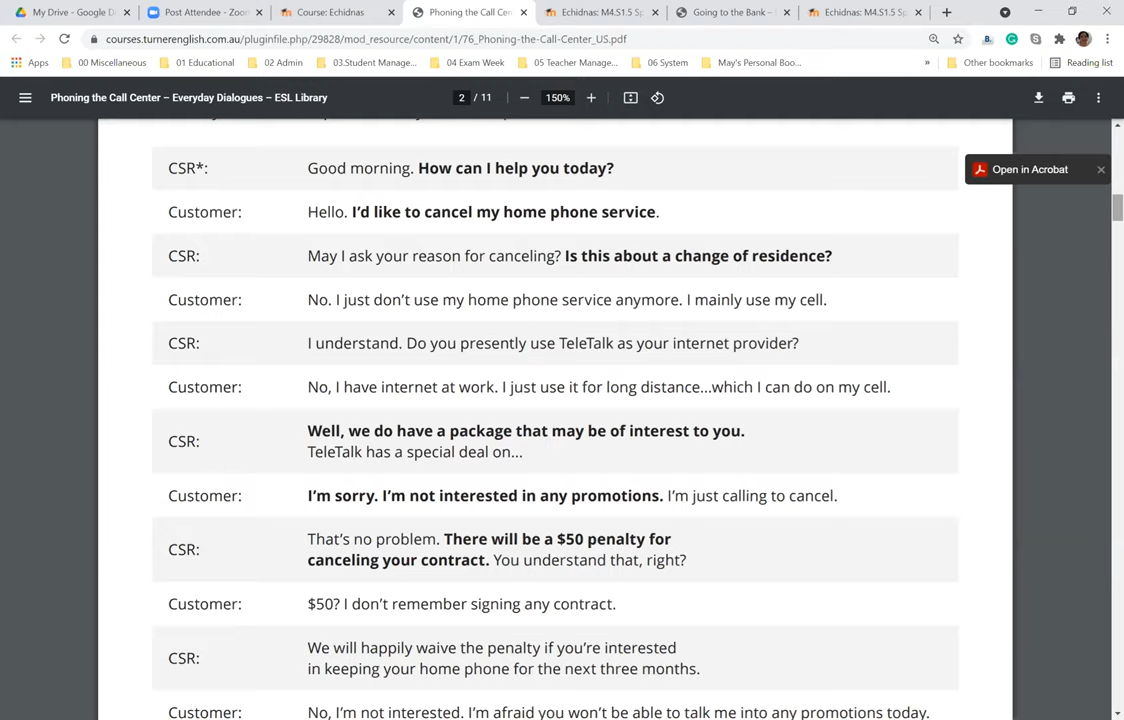 My Drive - Google D
Post Attendee - Zoom
Course: Echidnas
Phoning the Call Cen
Echidnas: M4.S1.5 Sp
Going to the Bank –
Echidnas: M4.S1.5 Sp
courses.turnerenglish.com.au/pluginfile.php/29828/mod_resource/content/1/76_Phoning-the-Call-Center_US.pdf
Apps
00 Miscellaneous
01 Educational
02 Admin
03.Student Manage...
04 Exam Week
05 Teacher Manage...
06 System
May's Personal Boo...
»
Other bookmarks
Reading list
Phoning the Call Center – Everyday Dialogues – ESL Library
2 / 11
150%
Open in Acrobat
CSR*: Good morning. How can I help you today?
Customer: Hello. I'd like to cancel my home phone service.
CSR: May I ask your reason for canceling? Is this about a change of residence?
Customer: No. I just don't use my home phone service anymore. I mainly use my cell.
CSR: I understand. Do you presently use TeleTalk as your internet provider?
Customer: No, I have internet at work. I just use it for long distance...which I can do on my cell.
CSR: Well, we do have a package that may be of interest to you.
TeleTalk has a special deal on...
Customer: I'm sorry. I'm not interested in any promotions. I'm just calling to cancel.
CSR: That's no problem. There will be a $50 penalty for
canceling your contract. You understand that, right?
Customer: $50? I don't remember signing any contract.
CSR: We will happily waive the penalty if you're interested
in keeping your home phone for the next three months.
Customer: No, I'm not interested. I'm afraid you won't be able to talk me into any promotions today.